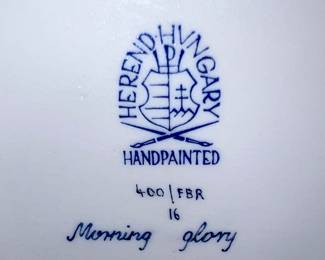 HEREND·HVNGARY
HANDPAINTED
400/FBR
16
Morning glory